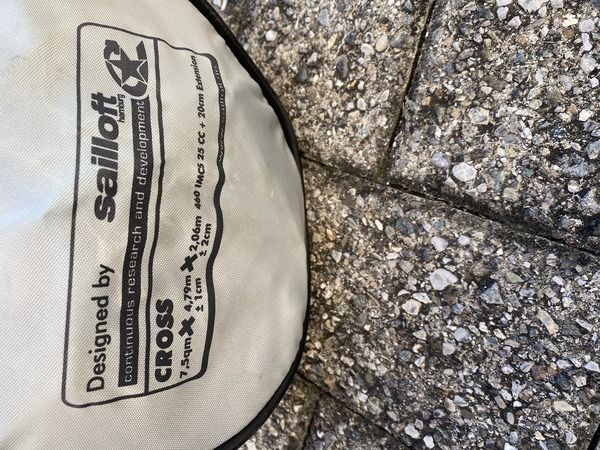 Designed by sailloft
hamburg
continuous research and development
CROSS
7,5qm x 4,79m x 2,06m 460 IMCS 25 CC + 20cm Extension
± 1cm ± 2cm